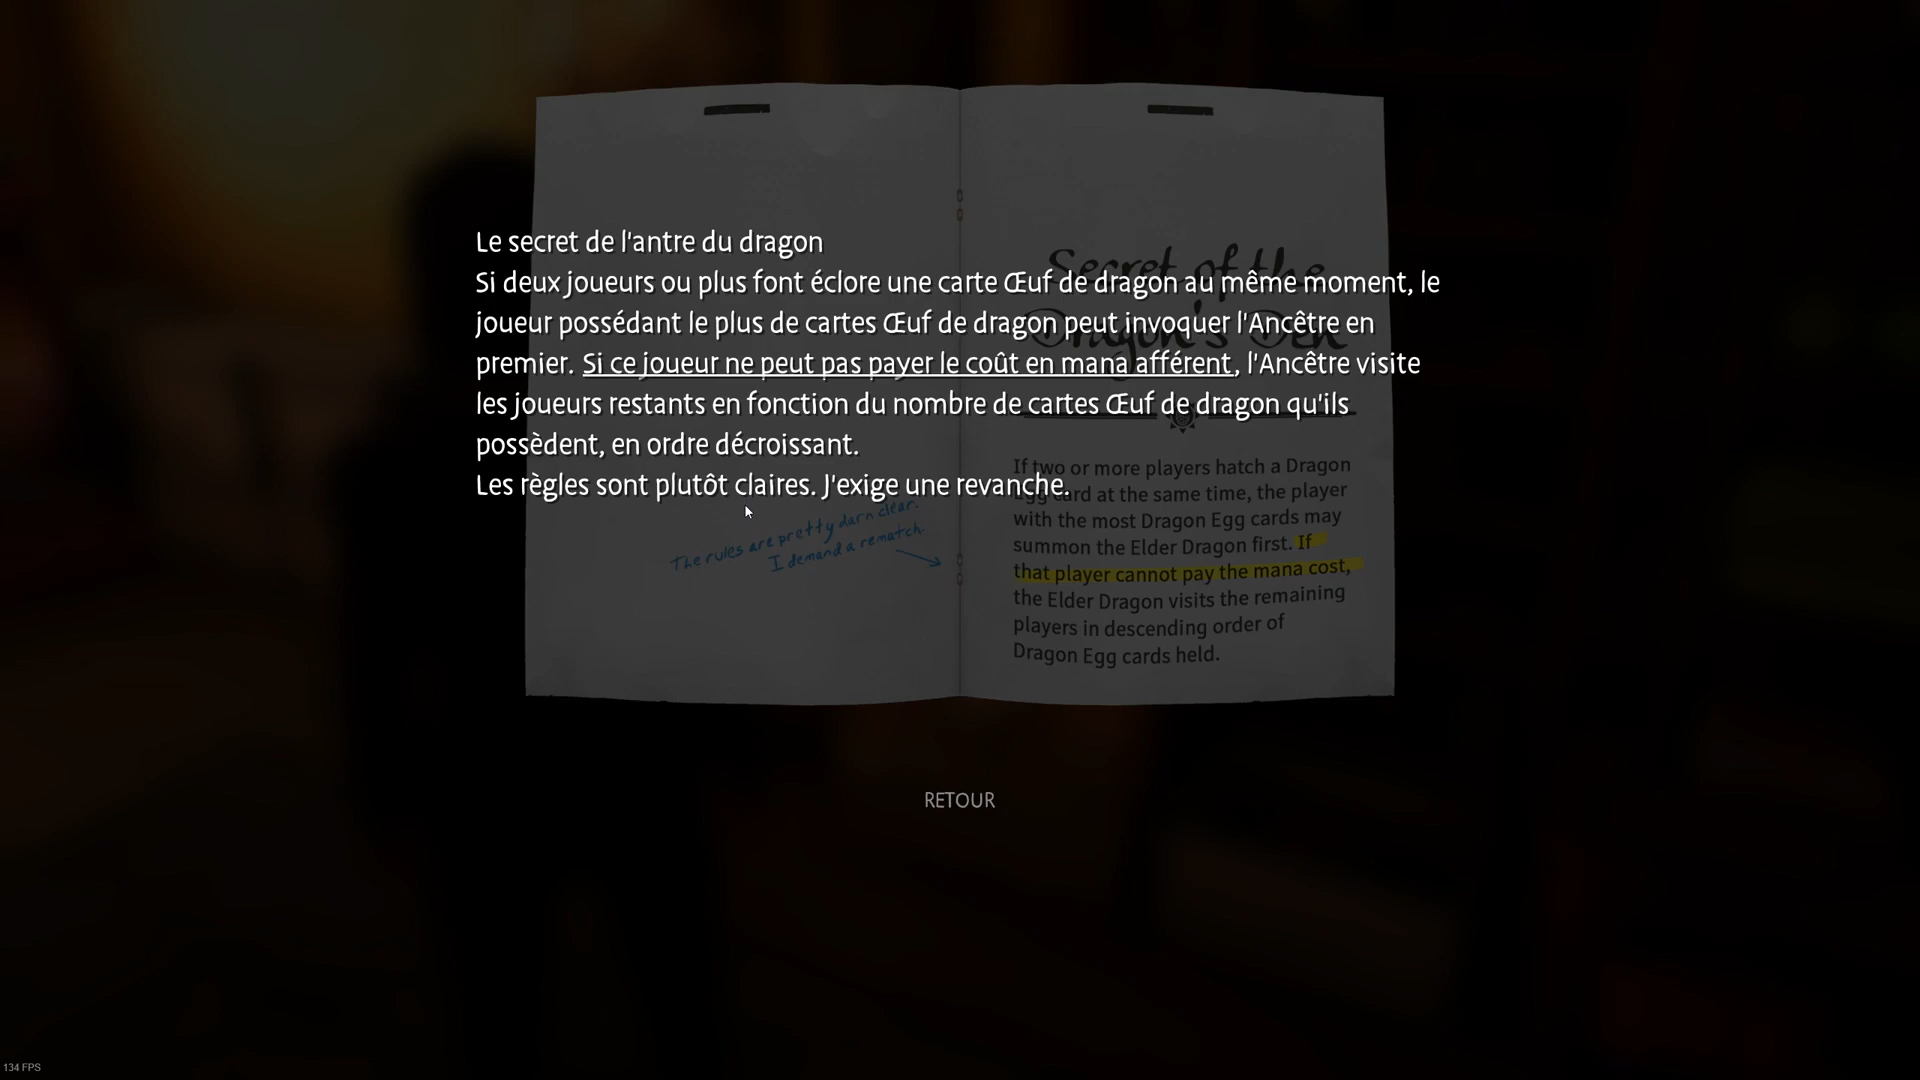 Le secret de l'antre du dragon
Si deux joueurs ou plus font éclore une carte Œuf de dragon au même moment, le
joueur possédant le plus de cartes Œuf de dragon peut invoquer l'Ancêtre en
premier. Si ce joueur ne peut pas payer le coût en mana afférent, l'Ancêtre visite
les joueurs restants en fonction du nombre de cartes Œuf de dragon qu'ils
possèdent, en ordre décroissant.
Les règles sont plutôt claires. J'exige une revanche.
The rules are pretty darn clear.
I demand a rematch.
Secret of the
Dragon's Den
If two or more players hatch a Dragon
Egg card at the same time, the player
with the most Dragon Egg cards may
summon the Elder Dragon first. If
that player cannot pay the mana cost,
the Elder Dragon visits the remaining
players in descending order of
Dragon Egg cards held.
RETOUR
134 FPS